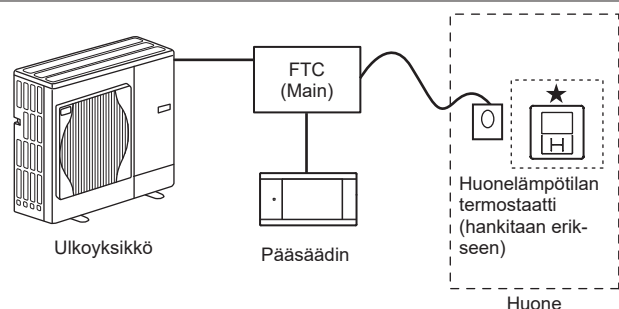 FTC
(Main)
H
Huonelämpötilan
termostaatti
(hankitaan erik-
seen)
Ulkoyksikkö
Pääsäädin
Huone